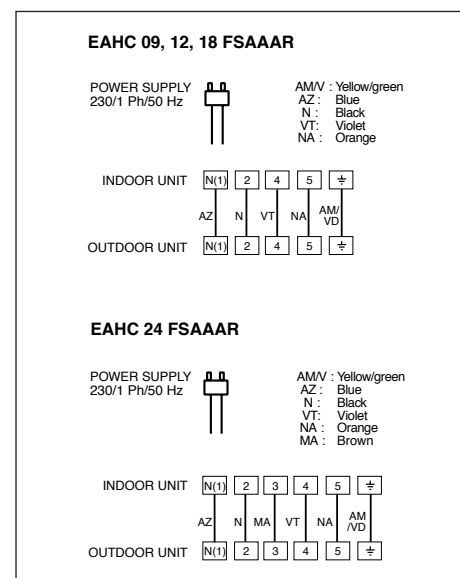 EAHC 09, 12, 18 FSAAAR
POWER SUPPLY
230/1 Ph/50 Hz
AM/V : Yellow/green
AZ : Blue
N : Black
VT: Violet
NA : Orange
INDOOR UNIT N(1) 2 4 5
AZ N VT NA AM/
VD
OUTDOOR UNIT N(1) 2 4 5
EAHC 24 FSAAAR
POWER SUPPLY
230/1 Ph/50 Hz
AM/V : Yellow/green
AZ : Blue
N : Black
VT: Violet
NA : Orange
MA : Brown
INDOOR UNIT N(1) 2 3 4 5
AZ N MA VT NA AM
/VD
OUTDOOR UNIT N(1) 2 3 4 5